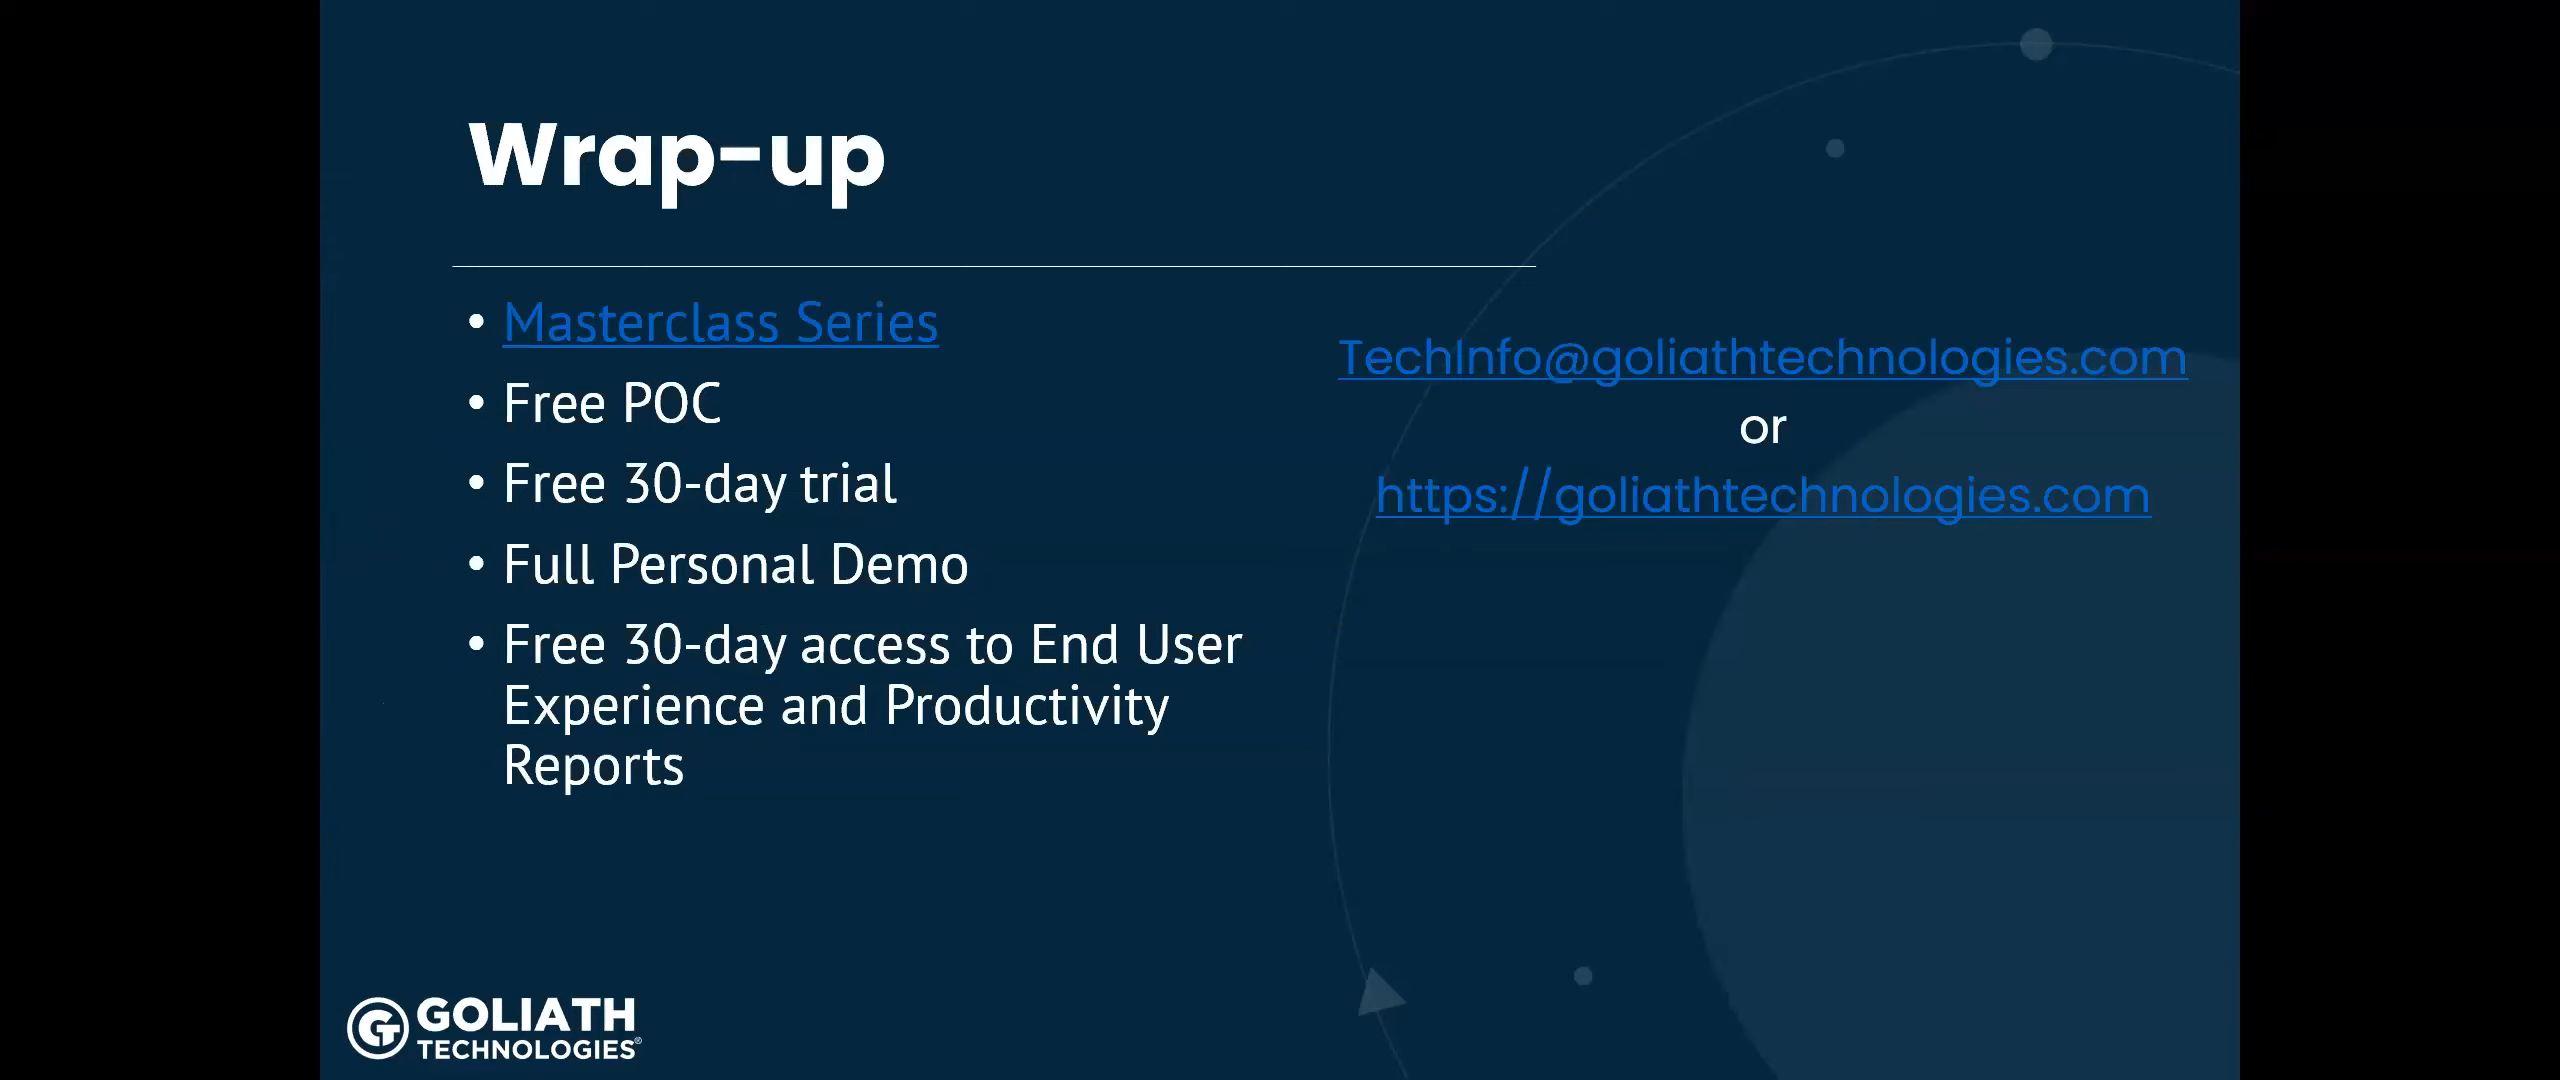 Wrap-up
• Masterclass Series
• Free POC
• Free 30-day trial
• Full Personal Demo
• Free 30-day access to End User
Experience and Productivity
Reports
TechInfo@goliathtechnologies.com
or
https://goliathtechnologies.com
GOLIATH
TECHNOLOGIES®